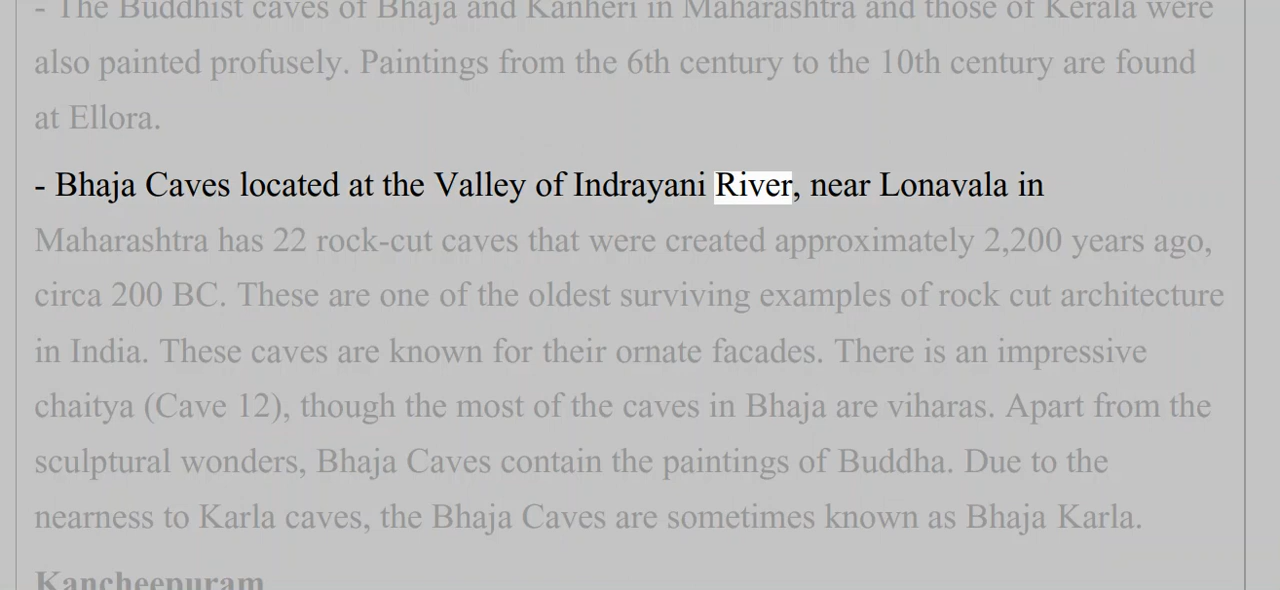 - The Buddhist caves of Bhaja and Kanheri in Maharashtra and those of Kerala were
also painted profusely. Paintings from the 6th century to the 10th century are found
at Ellora.
- Bhaja Caves located at the Valley of Indrayani River, near Lonavala in
Maharashtra has 22 rock-cut caves that were created approximately 2,200 years ago,
circa 200 BC. These are one of the oldest surviving examples of rock cut architecture
in India. These caves are known for their ornate facades. There is an impressive
chaitya (Cave 12), though the most of the caves in Bhaja are viharas. Apart from the
sculptural wonders, Bhaja Caves contain the paintings of Buddha. Due to the
nearness to Karla caves, the Bhaja Caves are sometimes known as Bhaja Karla.
Kancheepuram